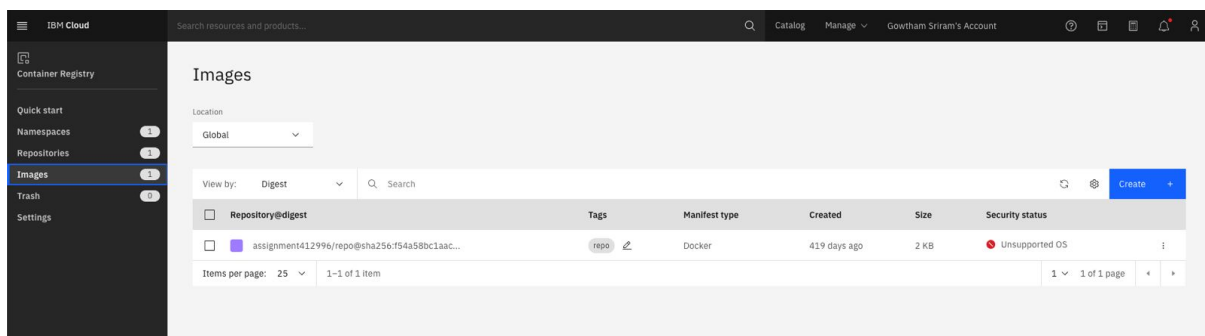 IBM Cloud
Search resources and products...
Catalog
Manage
Gowtham Sriram's Account
Container Registry
Quick start
Namespaces 1
Repositories 1
Images 1
Trash 0
Settings
Images
Location
Global
View by: Digest
Search
Create +
Repository@digest Tags Manifest type Created Size Security status
assignment412996/repo@sha256:f54a58bc1aac... repo Docker 419 days ago 2 KB Unsupported OS
Items per page: 25 1–1 of 1 item 1 1 of 1 page